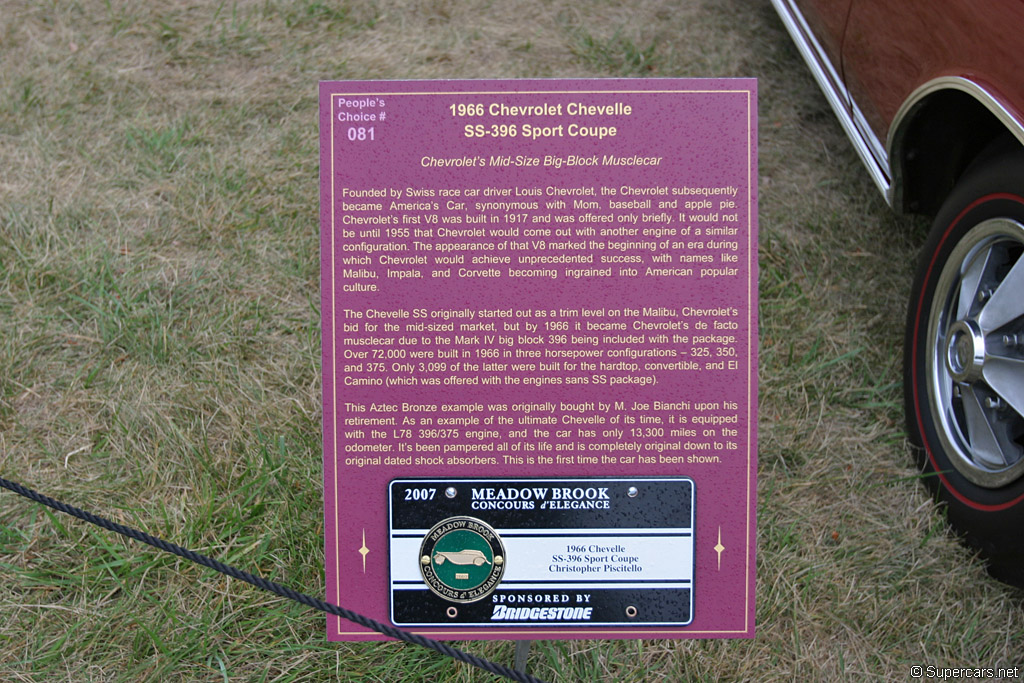 People's
Choice #
081
1966 Chevrolet Chevelle
SS-396 Sport Coupe
Chevrolet's Mid-Size Big-Block Musclecar
Founded by Swiss race car driver Louis Chevrolet, the Chevrolet subsequently
became America's Car, synonymous with Mom, baseball and apple pie.
Chevrolet's first V8 was built in 1917 and was offered only briefly. It would not
be until 1955 that Chevrolet would come out with another engine of a similar
configuration. The appearance of that V8 marked the beginning of an era during
which Chevrolet would achieve unprecedented success, with names like
Malibu, Impala, and Corvette becoming ingrained into American popular
culture.
The Chevelle SS originally started out as a trim level on the Malibu, Chevrolet's
bid for the mid-sized market, but by 1966 it became Chevrolet's de facto
musclecar due to the Mark IV big block 396 being included with the package.
Over 72,000 were built in 1966 in three horsepower configurations – 325, 350,
and 375. Only 3,099 of the latter were built for the hardtop, convertible, and El
Camino (which was offered with the engines sans SS package).
This Aztec Bronze example was originally bought by M. Joe Bianchi upon his
retirement. As an example of the ultimate Chevelle of its time, it is equipped
with the L78 396/375 engine, and the car has only 13,300 miles on the
odometer. It's been pampered all of its life and is completely original down to its
original dated shock absorbers. This is the first time the car has been shown.
2007 MEADOW BROOK
CONCOURS d'ELEGANCE
MEADOW BROOK
CONCOURS d'ELEGANCE
1966 Chevelle
SS-396 Sport Coupe
Christopher Piscitello
SPONSORED BY
BRIDGESTONE
© Supercars.net